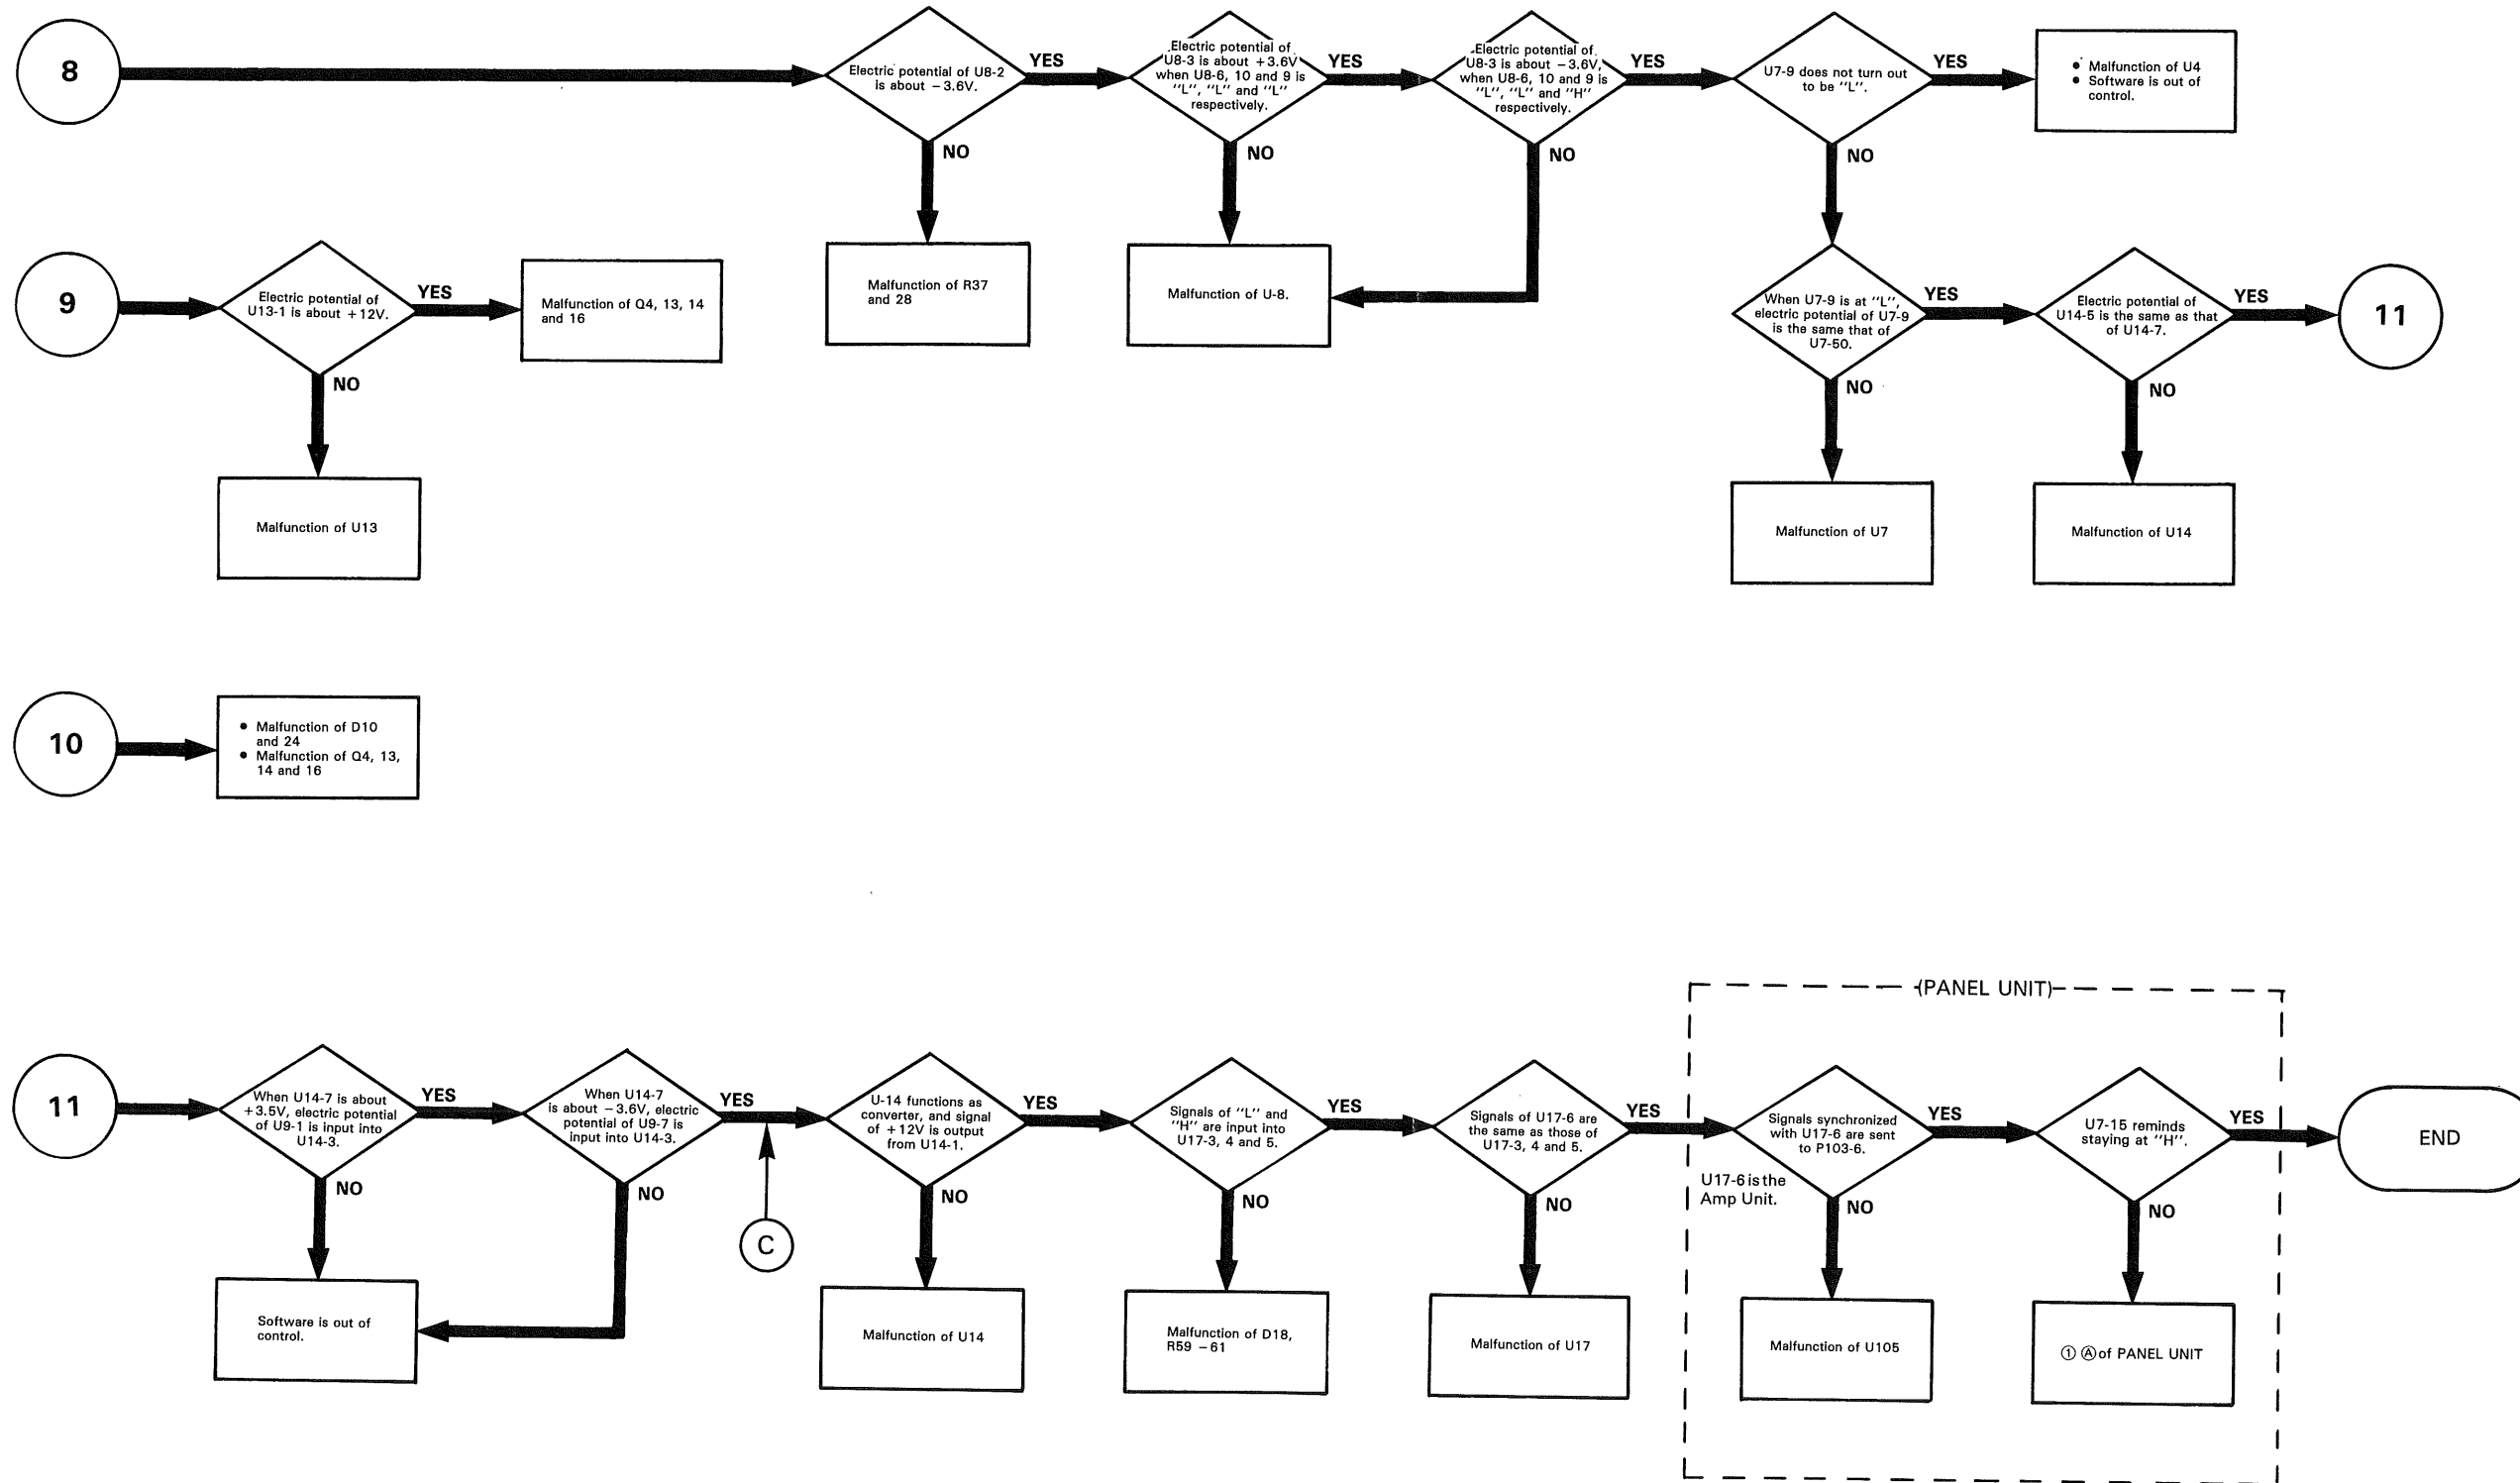 8
Electric potential of U8-2
is about −3.6V.
YES
NO
Malfunction of R37
and 28
Electric potential of
U8-3 is about +3.6V
when U8-6, 10 and 9 is
"L", "L" and "L"
respectively.
YES
NO
Malfunction of U-8.
Electric potential of
U8-3 is about −3.6V,
when U8-6, 10 and 9 is
"L", "L" and "H"
respectively.
YES
NO
U7-9 does not turn out
to be "L".
YES
NO
• Malfunction of U4
• Software is out of
control.
When U7-9 is at "L",
electric potential of U7-9
is the same that of
U7-50.
YES
NO
Malfunction of U7
Electric potential of
U14-5 is the same as that
of U14-7.
YES
NO
Malfunction of U14
11
9
Electric potential of
U13-1 is about +12V.
YES
NO
Malfunction of Q4, 13, 14
and 16
Malfunction of U13
10
• Malfunction of D10
and 24
• Malfunction of Q4, 13,
14 and 16
11
When U14-7 is about
+3.5V, electric potential
of U9-1 is input into
U14-3.
YES
NO
Software is out of
control.
When U14-7
is about −3.6V, electric
potential of U9-7 is
input into U14-3.
YES
NO
C
U-14 functions as
converter, and signal
of +12V is output
from U14-1.
YES
NO
Malfunction of U14
Signals of "L" and
"H" are input into
U17-3, 4 and 5.
YES
NO
Malfunction of D18,
R59 −61
Signals of U17-6 are
the same as those of
U17-3, 4 and 5.
YES
NO
Malfunction of U17
(PANEL UNIT)
Signals synchronized
with U17-6 are sent
to P103-6.
YES
NO
U17-6 is the
Amp Unit.
Malfunction of U105
U7-15 reminds
staying at "H".
YES
NO
① Ⓐ of PANEL UNIT
END